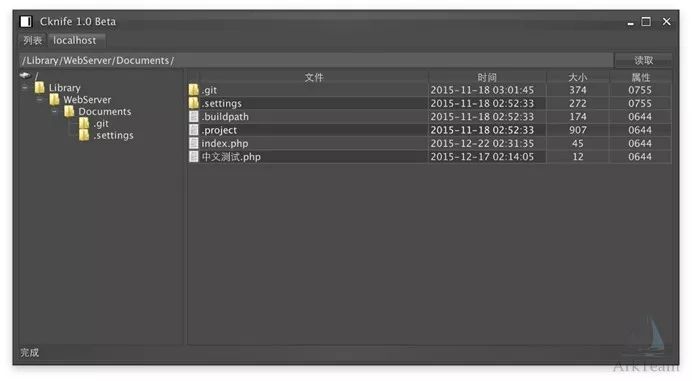 Cknife 1.0 Beta
列表 localhost
/Library/WebServer/Documents/ 读取
/
Library
WebServer
Documents
.git
.settings
文件 时间 大小 属性
.git 2015-11-18 03:01:45 374 0755
.settings 2015-11-18 02:52:33 272 0755
.buildpath 2015-11-18 02:52:33 174 0644
.project 2015-11-18 02:52:33 907 0644
index.php 2015-12-22 02:31:35 45 0644
中文测试.php 2015-12-17 02:14:05 12 0644
完成
ArkTeam